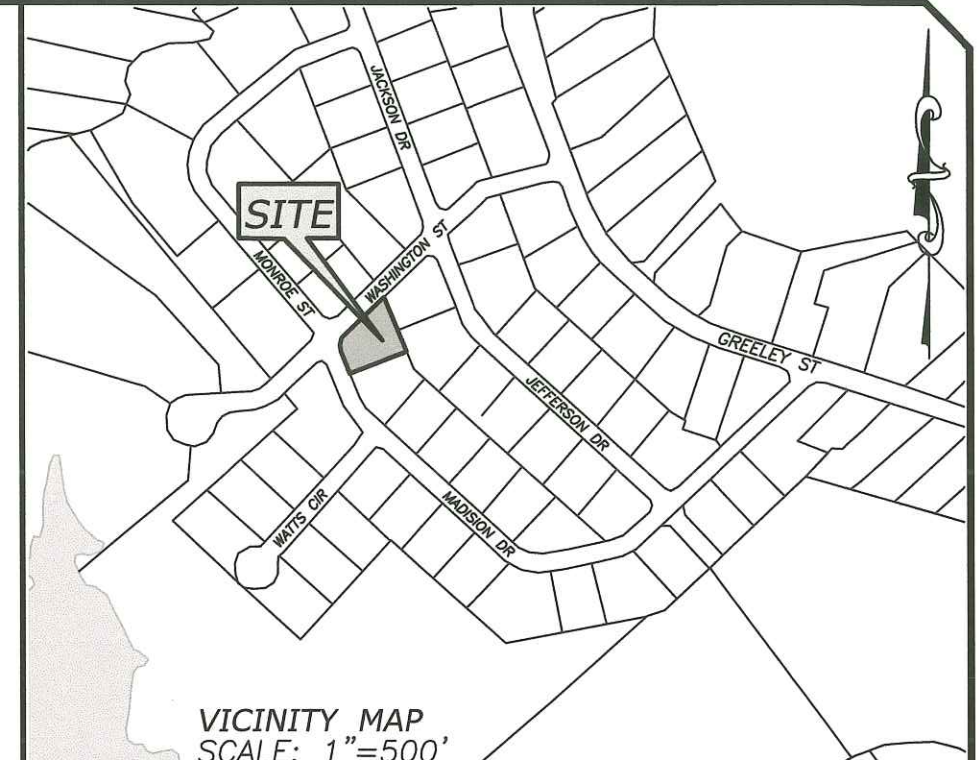 JACKSON DR
SITE
WASHINGTON ST
MONROE ST
GREELEY ST
JEFFERSON DR
MADISION DR
WATTS CIR
VICINITY MAP
SCALE: 1"=500'